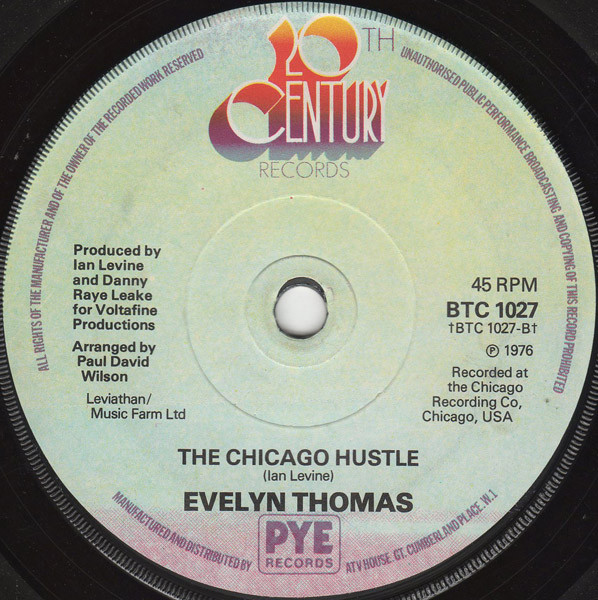 20TH
CENTURY
RECORDS
ALL RIGHTS OF THE MANUFACTURER AND OF THE OWNER OF THE RECORDED WORK RESERVED
UNAUTHORISED PUBLIC PERFORMANCE BROADCASTING AND COPYING OF THIS RECORD PROHIBITED
Produced by
Ian Levine
and Danny
Raye Leake
for Voltafine
Productions
Arranged by
Paul David
Wilson
Leviathan/
Music Farm Ltd
45 RPM
BTC 1027
†BTC 1027-B†
℗ 1976
Recorded at
the Chicago
Recording Co,
Chicago, USA
THE CHICAGO HUSTLE
(Ian Levine)
EVELYN THOMAS
MANUFACTURED AND DISTRIBUTED BY
PYE
RECORDS
ATV HOUSE. GT. CUMBERLAND PLACE. W.1